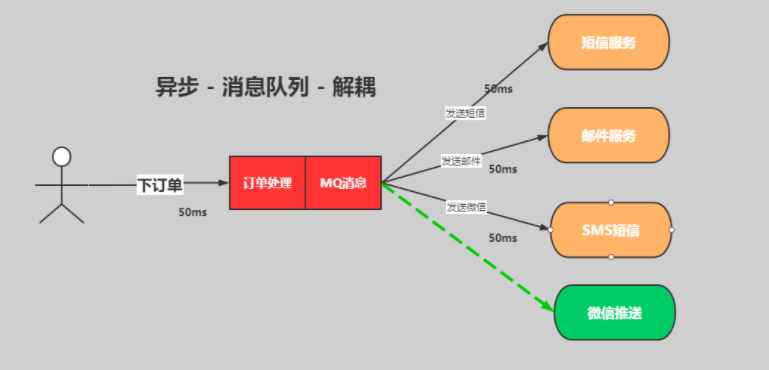 异步 - 消息队列 - 解耦
下订单
50ms
订单处理
MQ消息
50ms
发送短信
短信服务
发送邮件
50ms
邮件服务
发送微信
50ms
SMS短信
微信推送